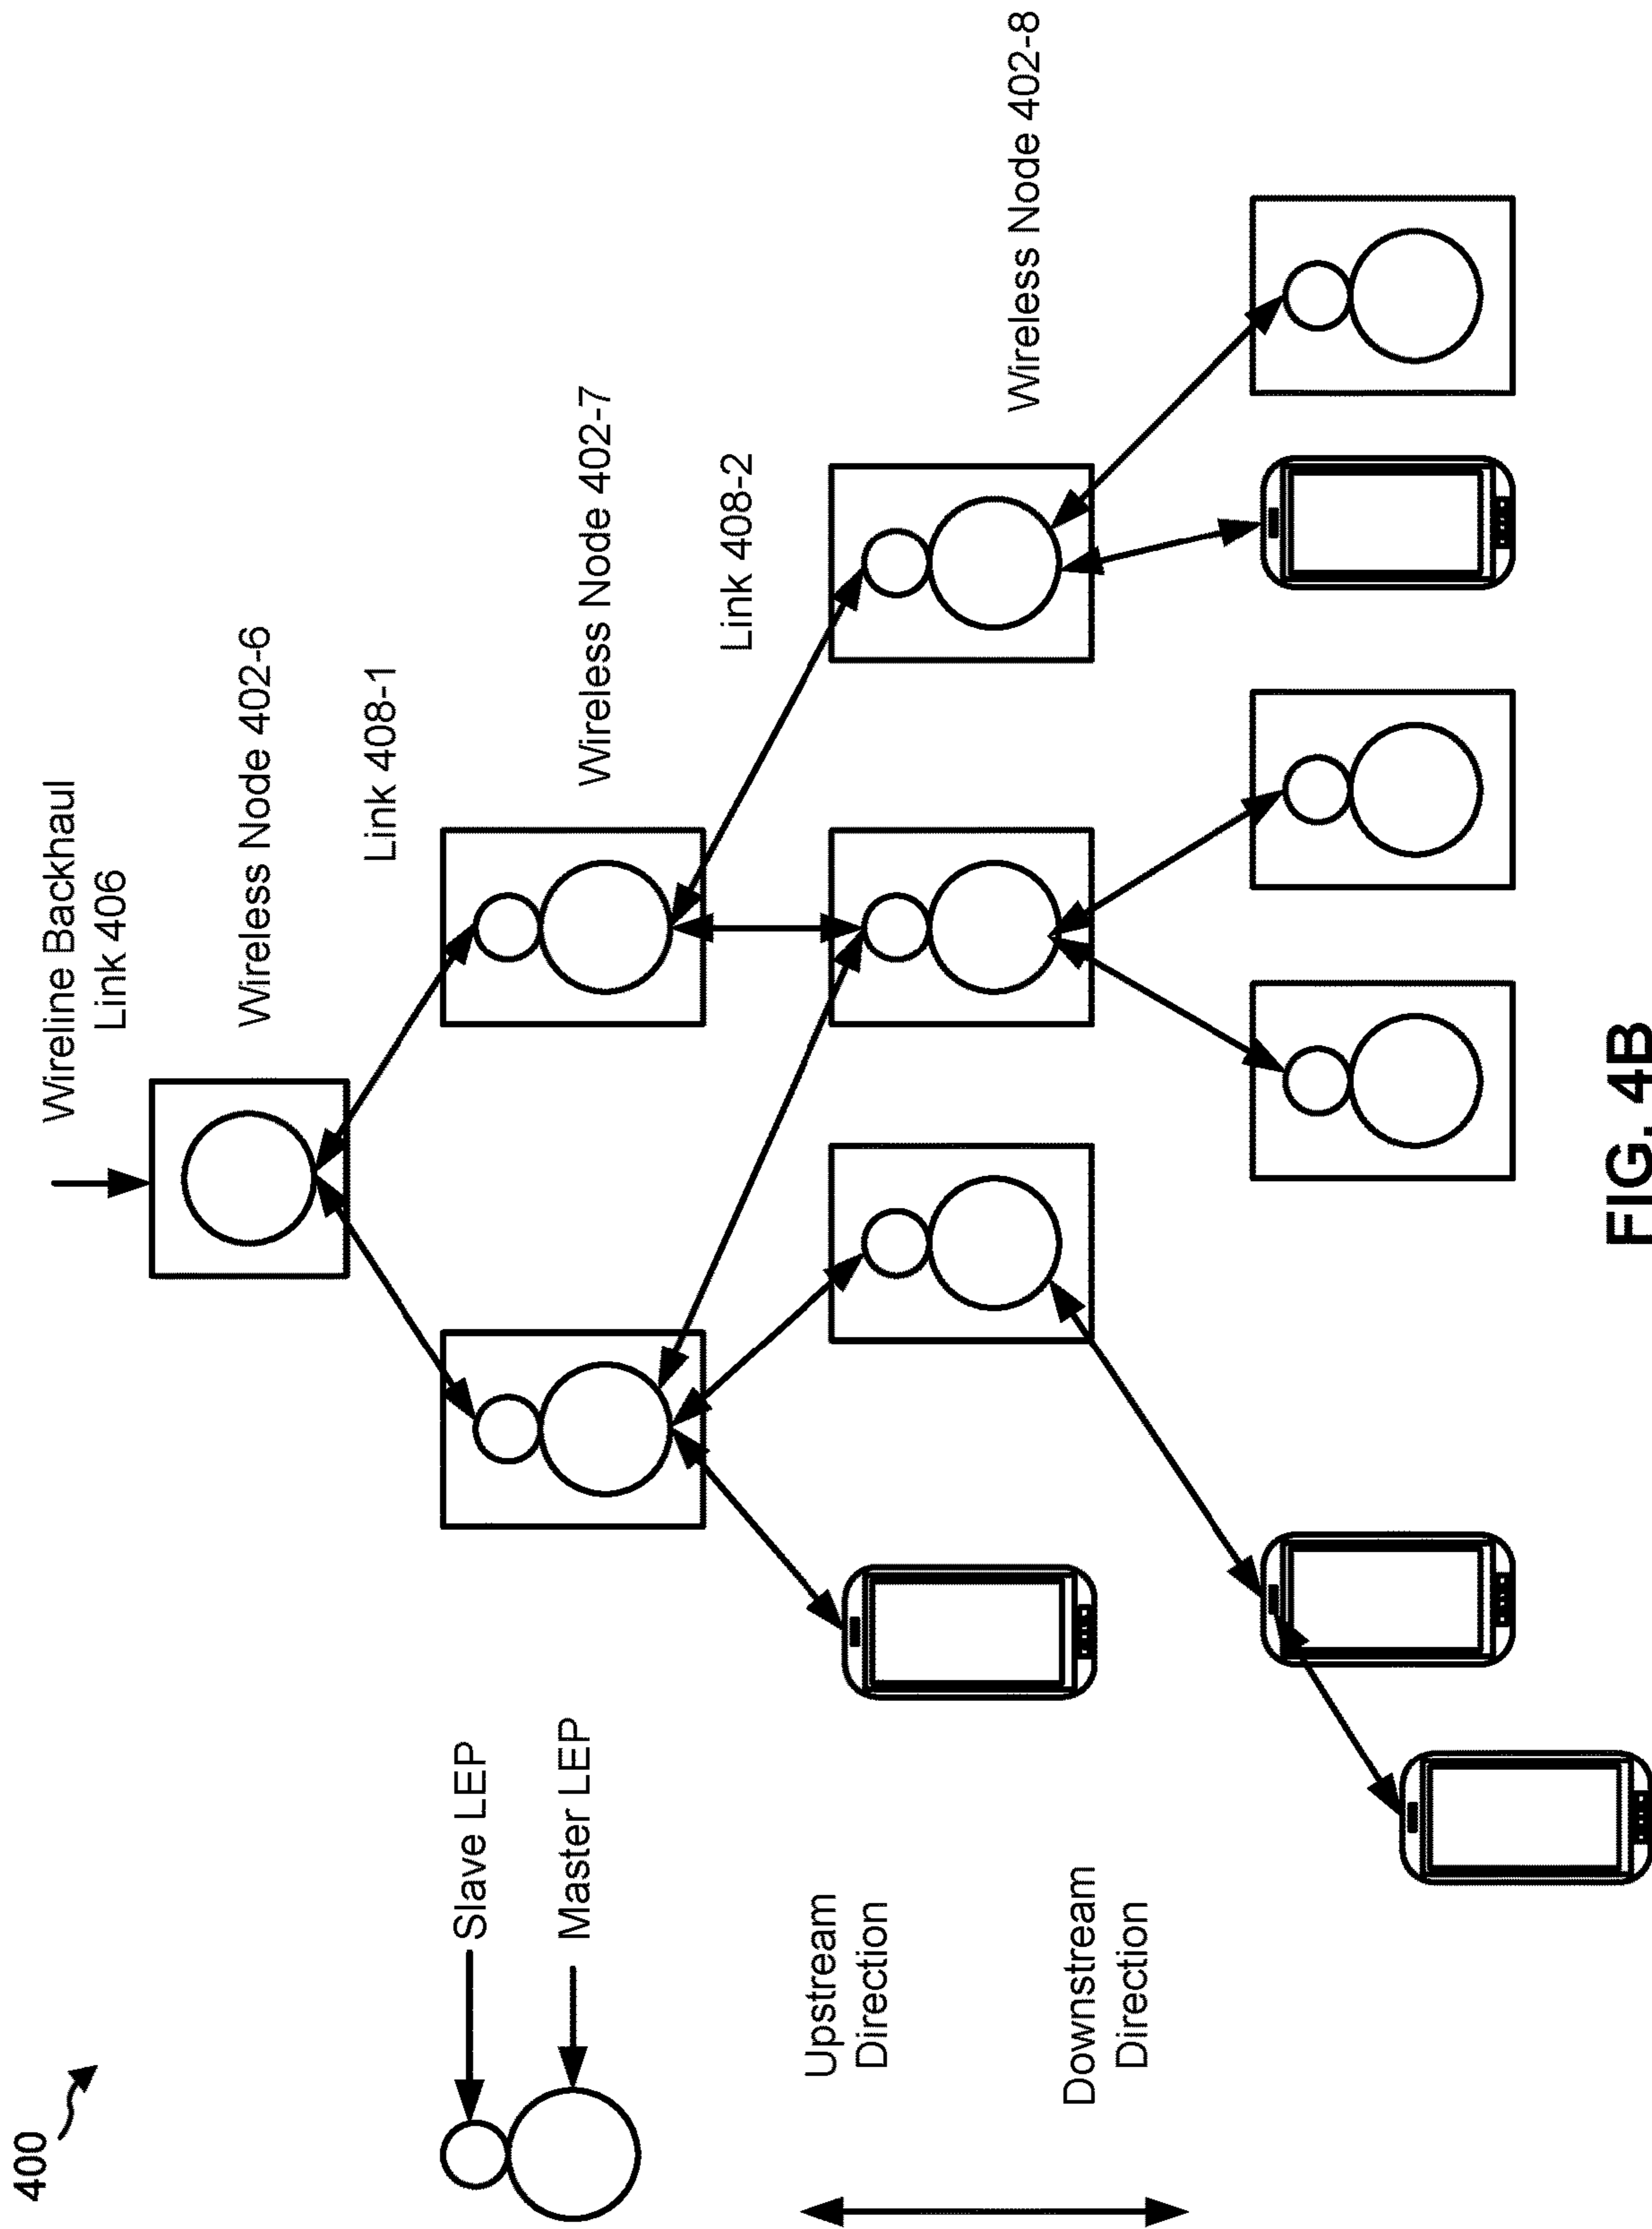 400
Wireline Backhaul
Link 406
Wireless Node 402-6
Link 408-1
Slave LEP
Master LEP
Wireless Node 402-7
Link 408-2
Upstream
Direction
Downstream
Direction
Wireless Node 402-8
FIG. 4B